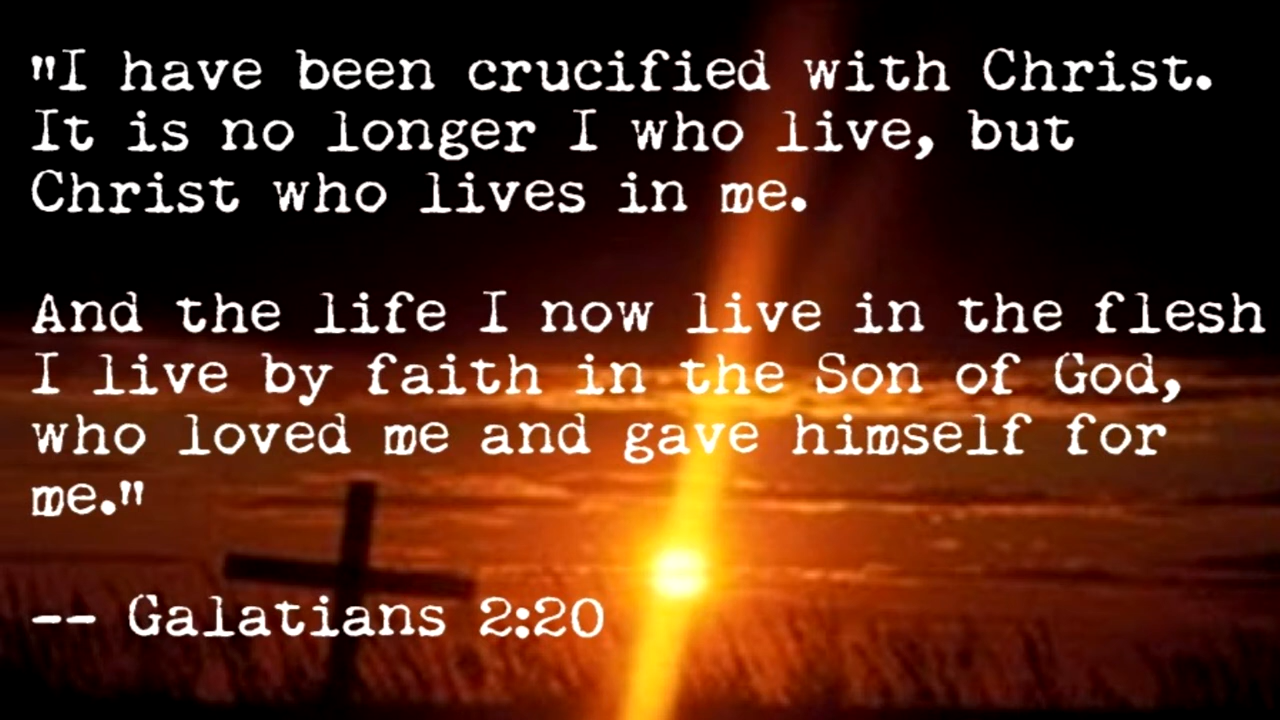 "I have been crucified with Christ.
It is no longer I who live, but
Christ who lives in me.
And the life I now live in the flesh
I live by faith in the Son of God,
who loved me and gave himself for
me."
-- Galatians 2:20